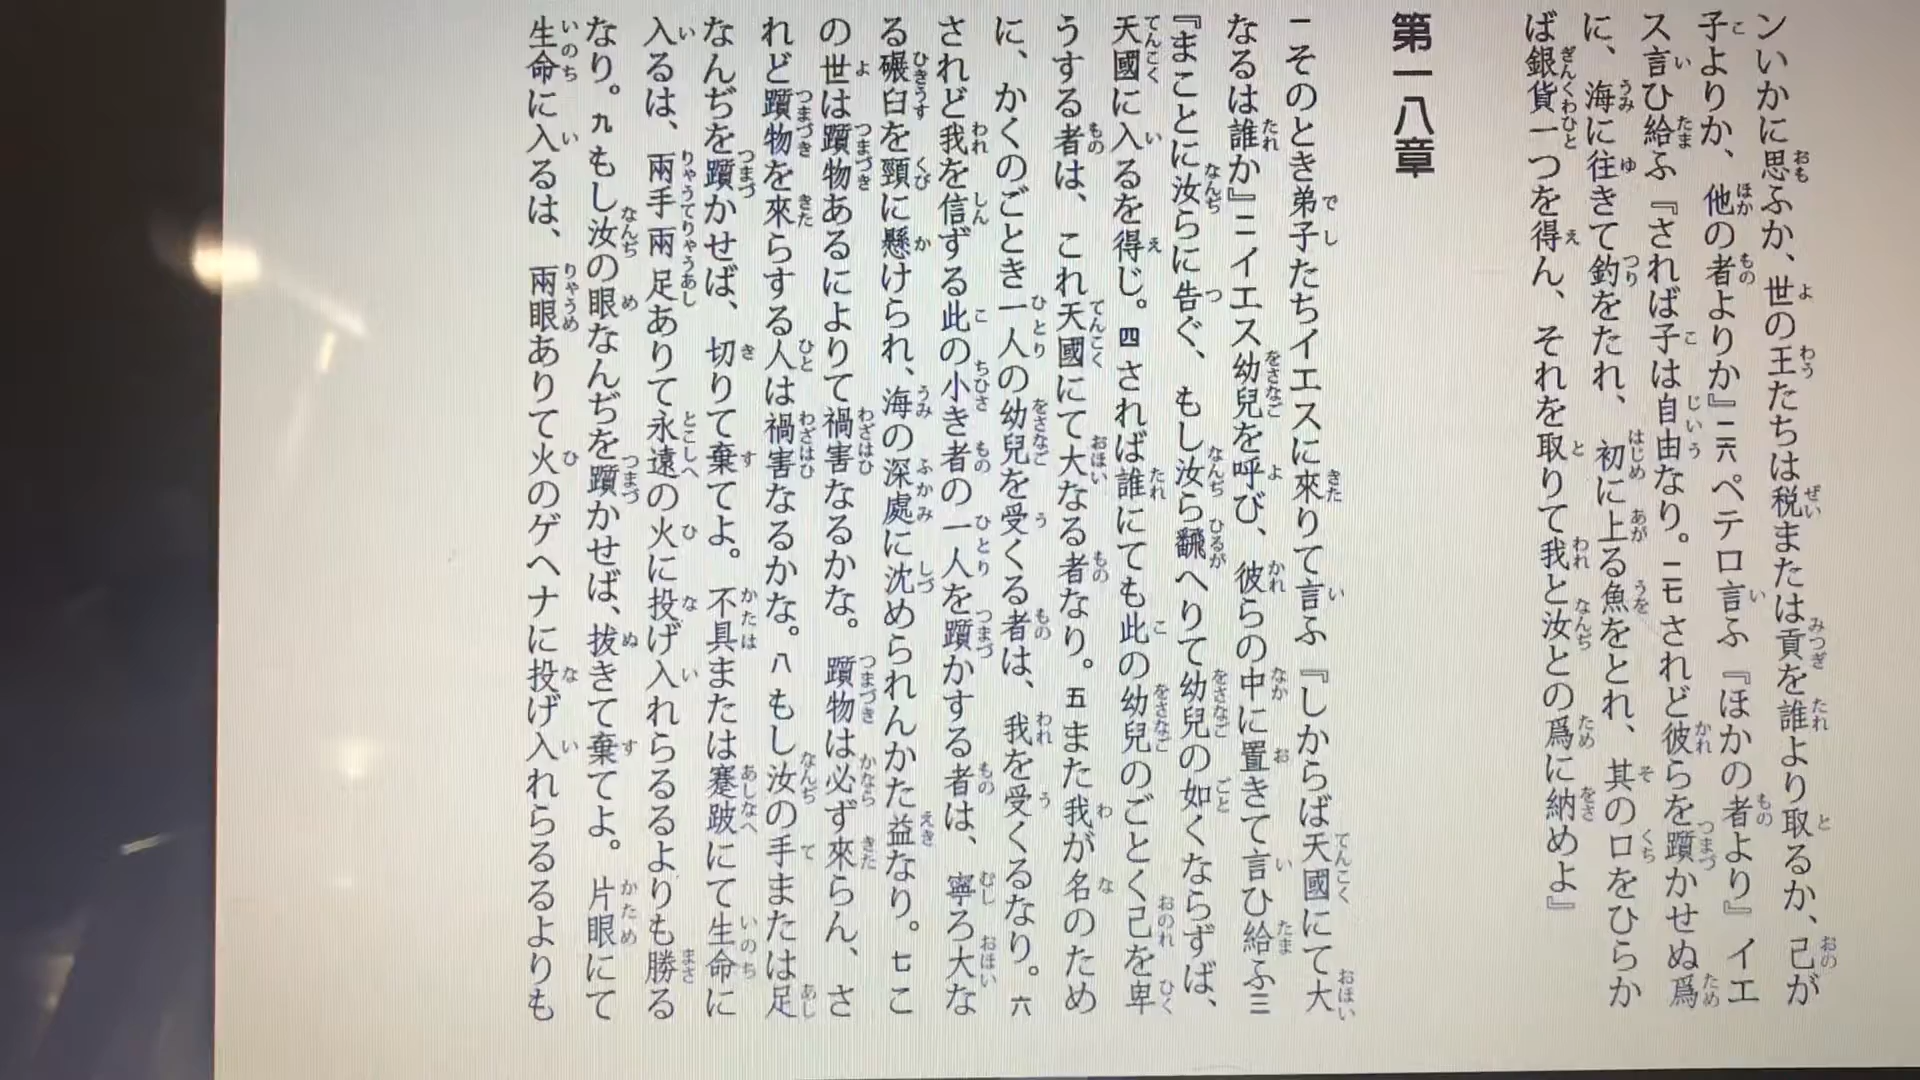 ンいかに思ふか、世の王たちは税または貢を誰より取るか、己が
子よりか、他の者よりか』二六ペテロ言ふ『ほかの者より』イエ
ス言ひ給ふ『されば子は自由なり。二七されど彼らを躓かせぬ爲
に、海に往きて釣をたれ、初に上る魚をとれ、其の口をひらか
ば銀貨一つを得ん、それを取りて我と汝との爲に納めよ』
第一八章
一そのとき弟子たちイエスに來りて言ふ『しからば天國にて大
なるは誰か』二イエス幼兒を呼び、彼らの中に置きて言ひ給ふ三
『まことに汝らに告ぐ、もし汝ら飜へりて幼兒の如くならずば、
天國に入るを得じ。四されば誰にても此の幼兒のごとく己を卑
うする者は、これ天國にて大なる者なり。五また我が名のため
に、かくのごとき一人の幼兒を受くる者は、我を受くるなり。六
されど我を信ずる此の小き者の一人を躓かする者は、寧ろ大な
る碾臼を頸に懸けられ、海の深處に沈められんかた益なり。七こ
の世は躓物あるによりて禍害なるかな。躓物は必ず來らん、さ
れど躓物を來らする人は禍害なるかな。八もし汝の手または足
なんぢを躓かせば、切りて棄てよ。不具または蹇跛にて生命に
入るは、兩手兩足ありて永遠の火に投げ入れらるるよりも勝る
なり。九もし汝の眼なんぢを躓かせば、拔きて棄てよ。片眼にて
生命に入るは、兩眼ありて火のゲヘナに投げ入れらるるよりも